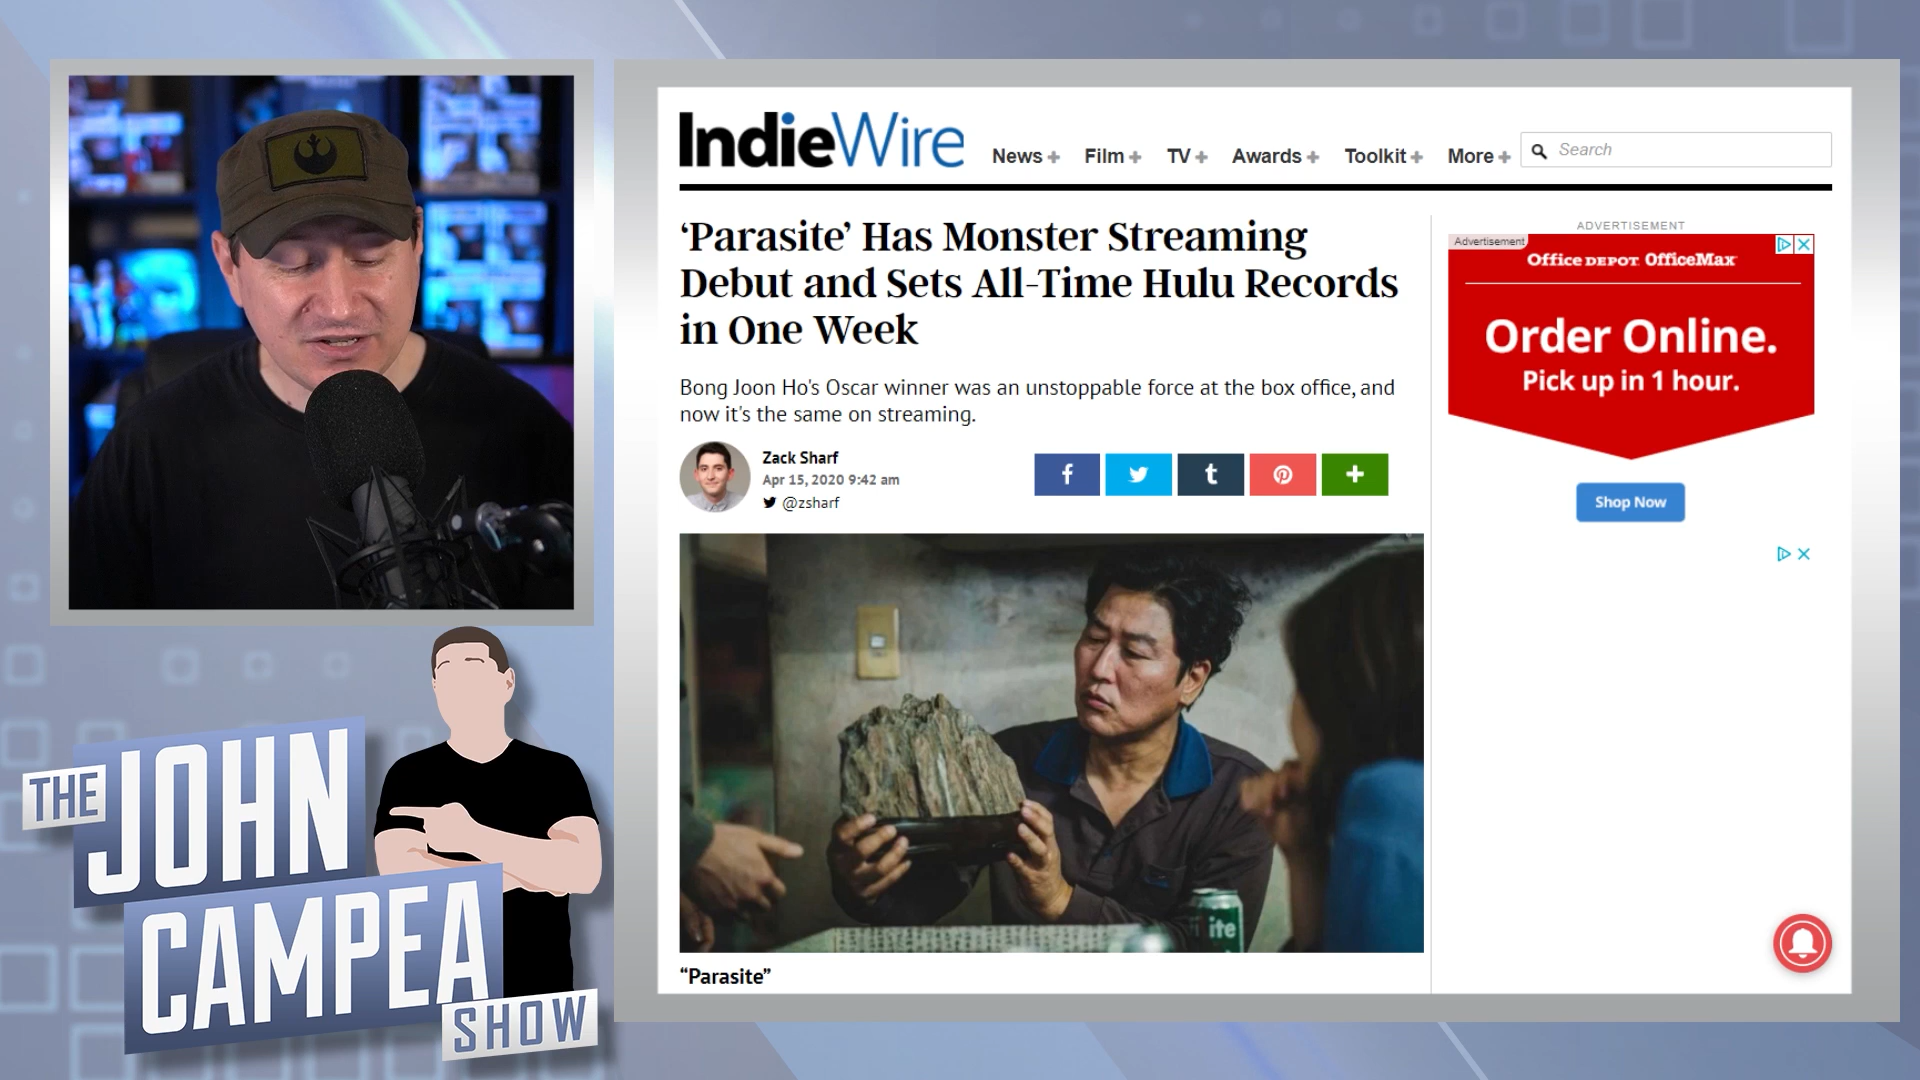 IndieWire
News +
Film +
TV +
Awards +
Toolkit +
More +
Search
‘Parasite’ Has Monster Streaming
Debut and Sets All-Time Hulu Records
in One Week
Bong Joon Ho's Oscar winner was an unstoppable force at the box office, and
now it's the same on streaming.
Zack Sharf
Apr 15, 2020 9:42 am
@zsharf
f
t
+
“Parasite”
ADVERTISEMENT
Advertisement
Office DEPOT OfficeMax
Order Online.
Pick up in 1 hour.
Shop Now
ite
THE
JOHN
CAMPEA
SHOW